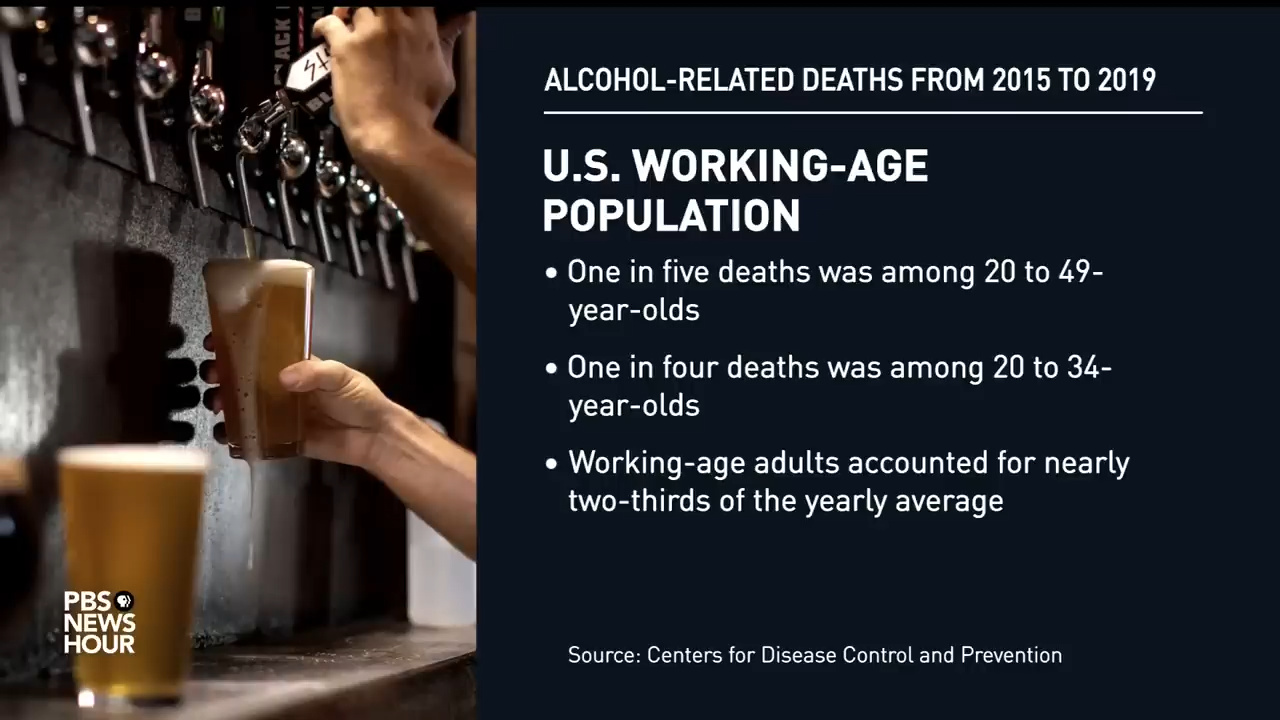 ALCOHOL-RELATED DEATHS FROM 2015 TO 2019
U.S. WORKING-AGE
POPULATION
• One in five deaths was among 20 to 49-
year-olds
• One in four deaths was among 20 to 34-
year-olds
• Working-age adults accounted for nearly
two-thirds of the yearly average
Source: Centers for Disease Control and Prevention
PBS
NEWS
HOUR